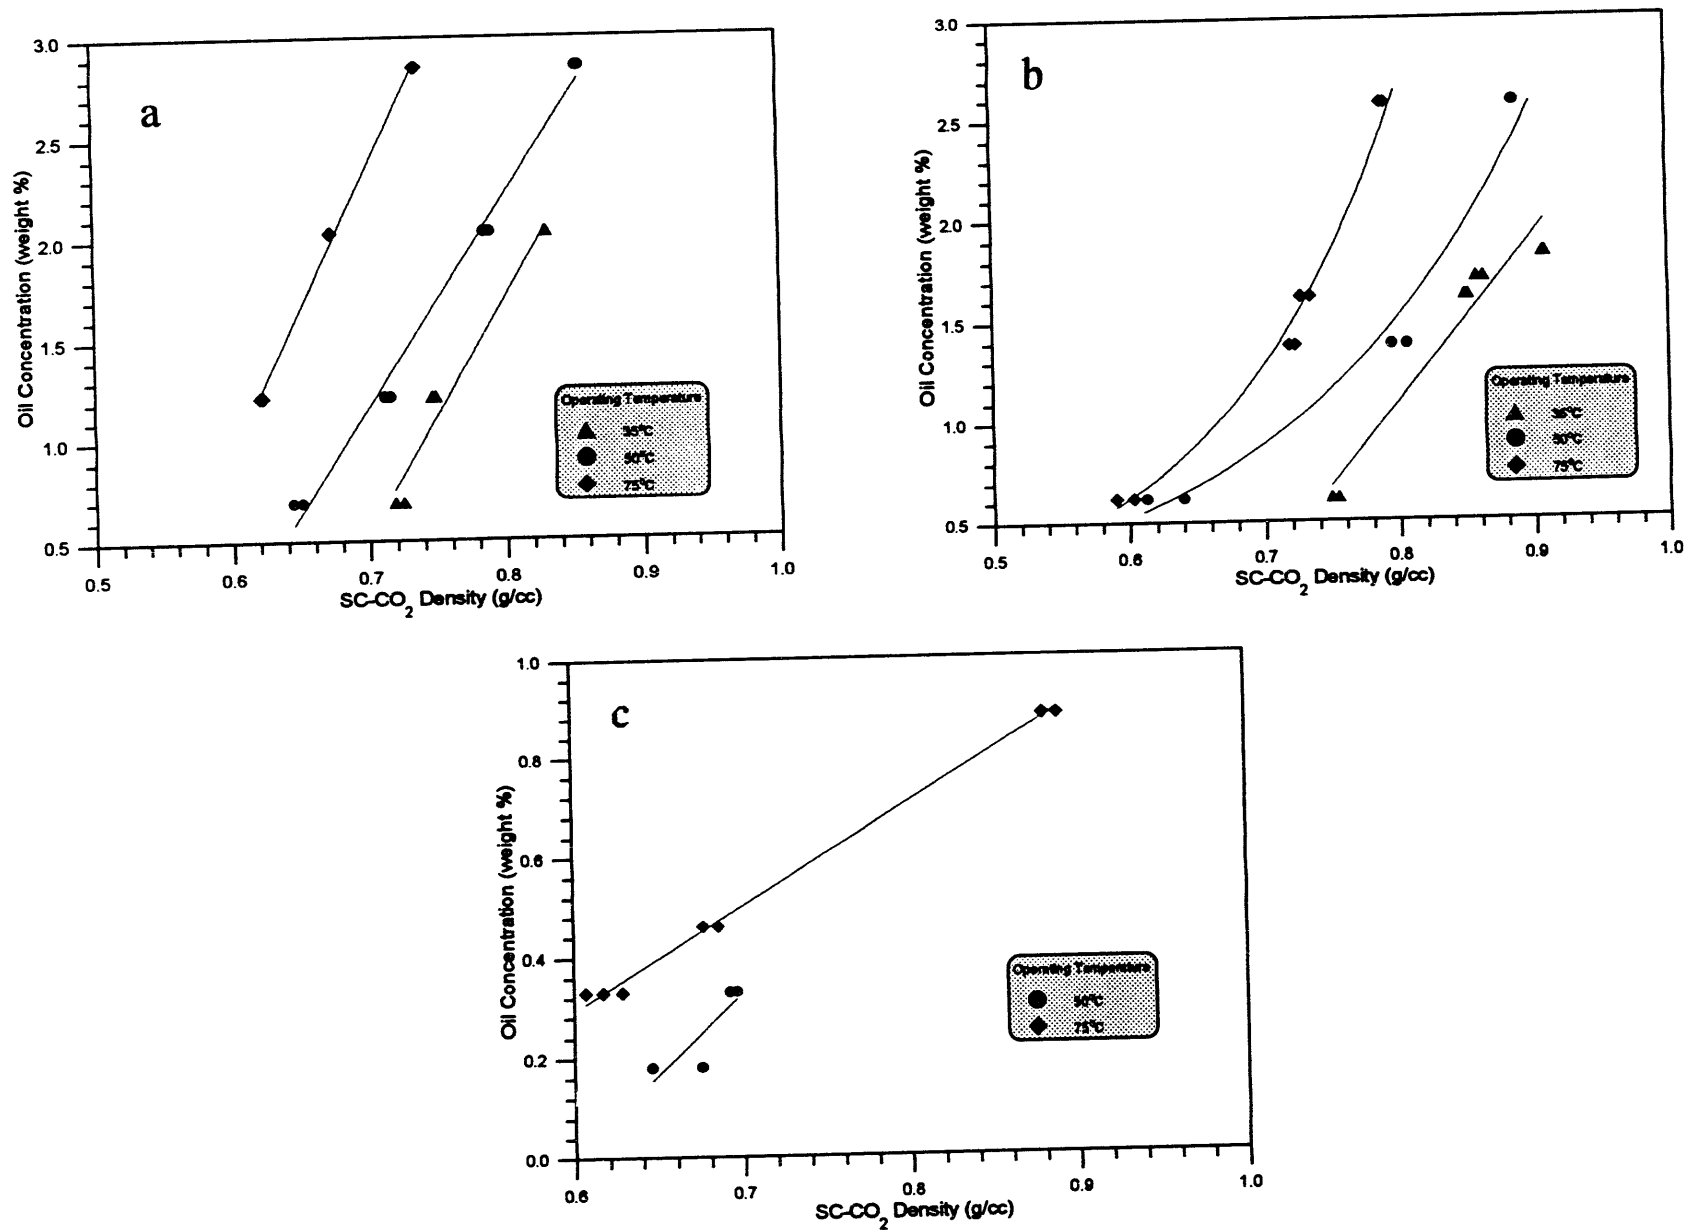 a
3.0
2.5
2.0
1.5
1.0
0.5
Oil Concentration (weight %)
Operating Temperature
35°C
50°C
75°C
0.5 0.6 0.7 0.8 0.9 1.0
SC-CO2 Density (g/cc)
b
3.0
2.5
2.0
1.5
1.0
0.5
Oil Concentration (weight %)
Operating Temperature
35°C
50°C
75°C
0.5 0.6 0.7 0.8 0.9 1.0
SC-CO2 Density (g/cc)
c
1.0
0.8
0.6
0.4
0.2
0.0
Oil Concentration (weight %)
Operating Temperature
50°C
75°C
0.6 0.7 0.8 0.9 1.0
SC-CO2 Density (g/cc)